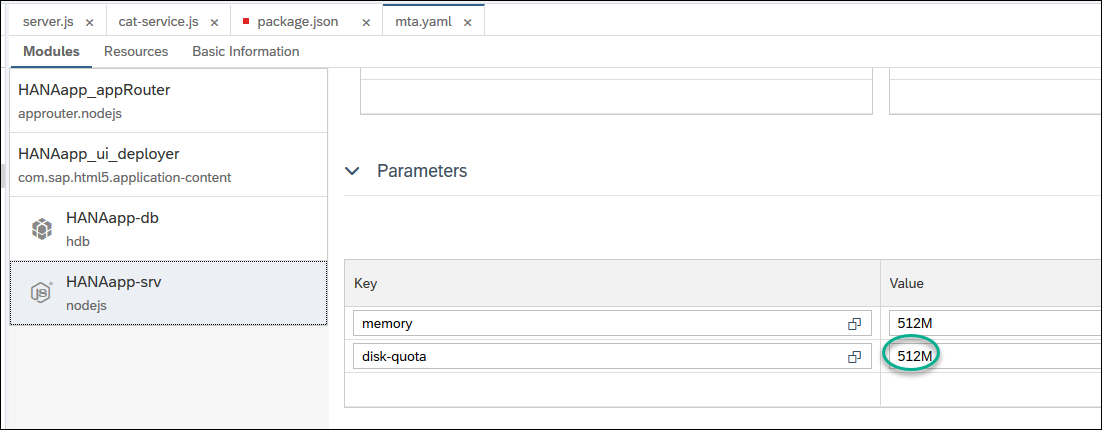 server.js × cat-service.js × package.json × mta.yaml ×
Modules Resources Basic Information
HANAapp_appRouter
approuter.nodejs
HANAapp_ui_deployer
com.sap.html5.application-content
HANAapp-db
hdb
JS HANAapp-srv
nodejs
Parameters
Key Value
memory 512M
disk-quota 512M